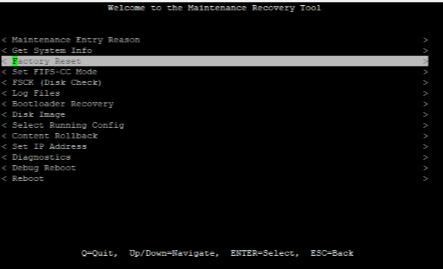 Welcome to the Maintenance Recovery Tool
< Maintenance Entry Reason >
< Get System Info >
< Factory Reset >
< Set FIPS-CC Mode >
< FSCK (Disk Check) >
< Log Files >
< Bootloader Recovery >
< Disk Image >
< Select Running Config >
< Content Rollback >
< Set IP Address >
< Diagnostics >
< Debug Reboot >
< Reboot >
Q=Quit, Up/Down=Navigate, ENTER=Select, ESC=Back